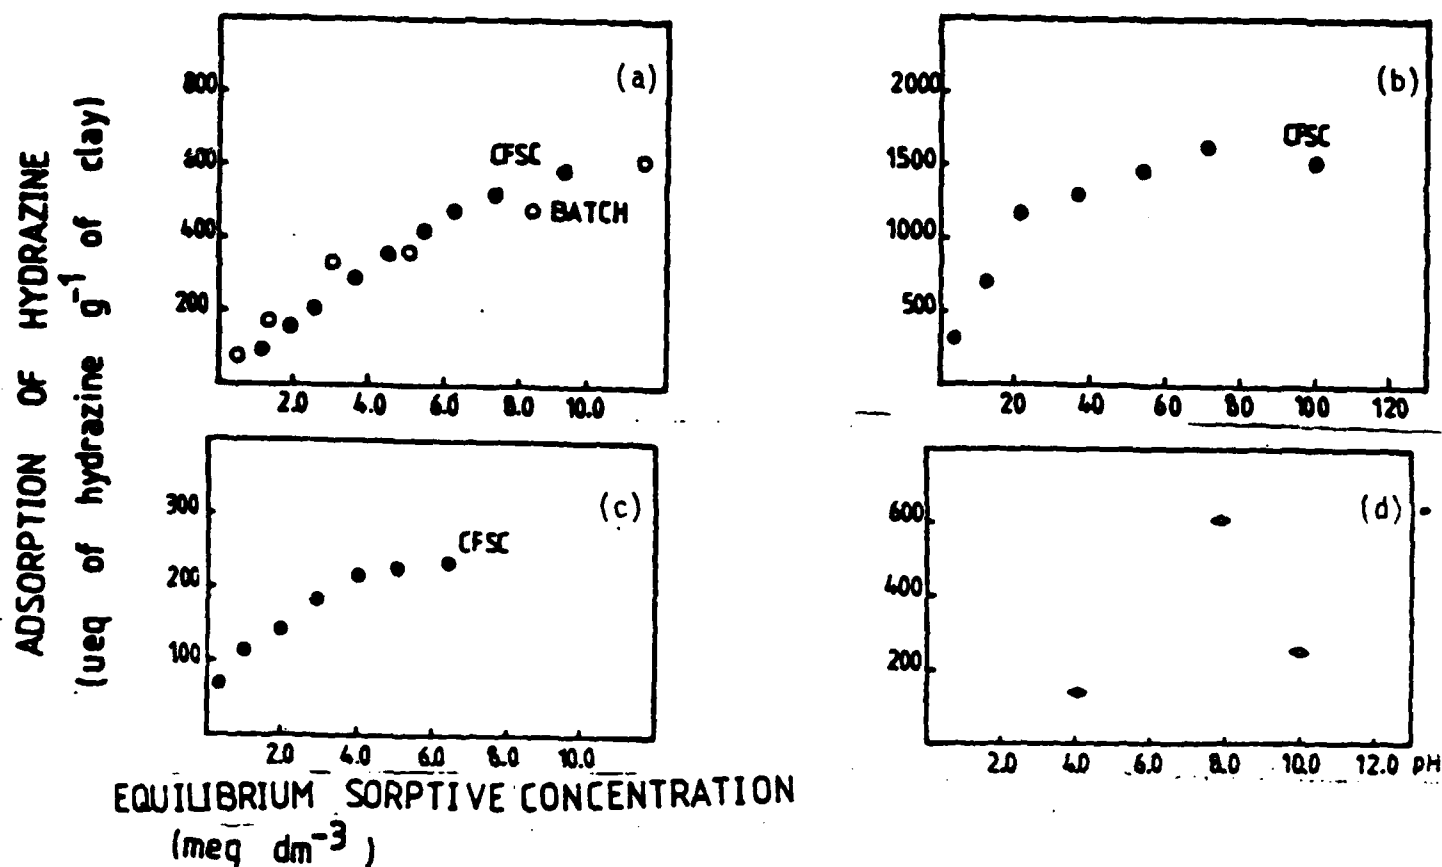 ADSORPTION OF HYDRAZINE
(ueq of hydrazine g⁻¹ of clay)
(a)
800
600
400
200
CFSC
BATCH
2.0 4.0 6.0 8.0 10.0
(b)
2000
1500
1000
500
CFSC
20 40 60 80 100 120
(c)
300
200
100
CFSC
2.0 4.0 6.0 8.0 10.0
(d)
600
400
200
2.0 4.0 6.0 8.0 10.0 12.0 pH
EQUILIBRIUM SORPTIVE CONCENTRATION
(meq dm⁻³)